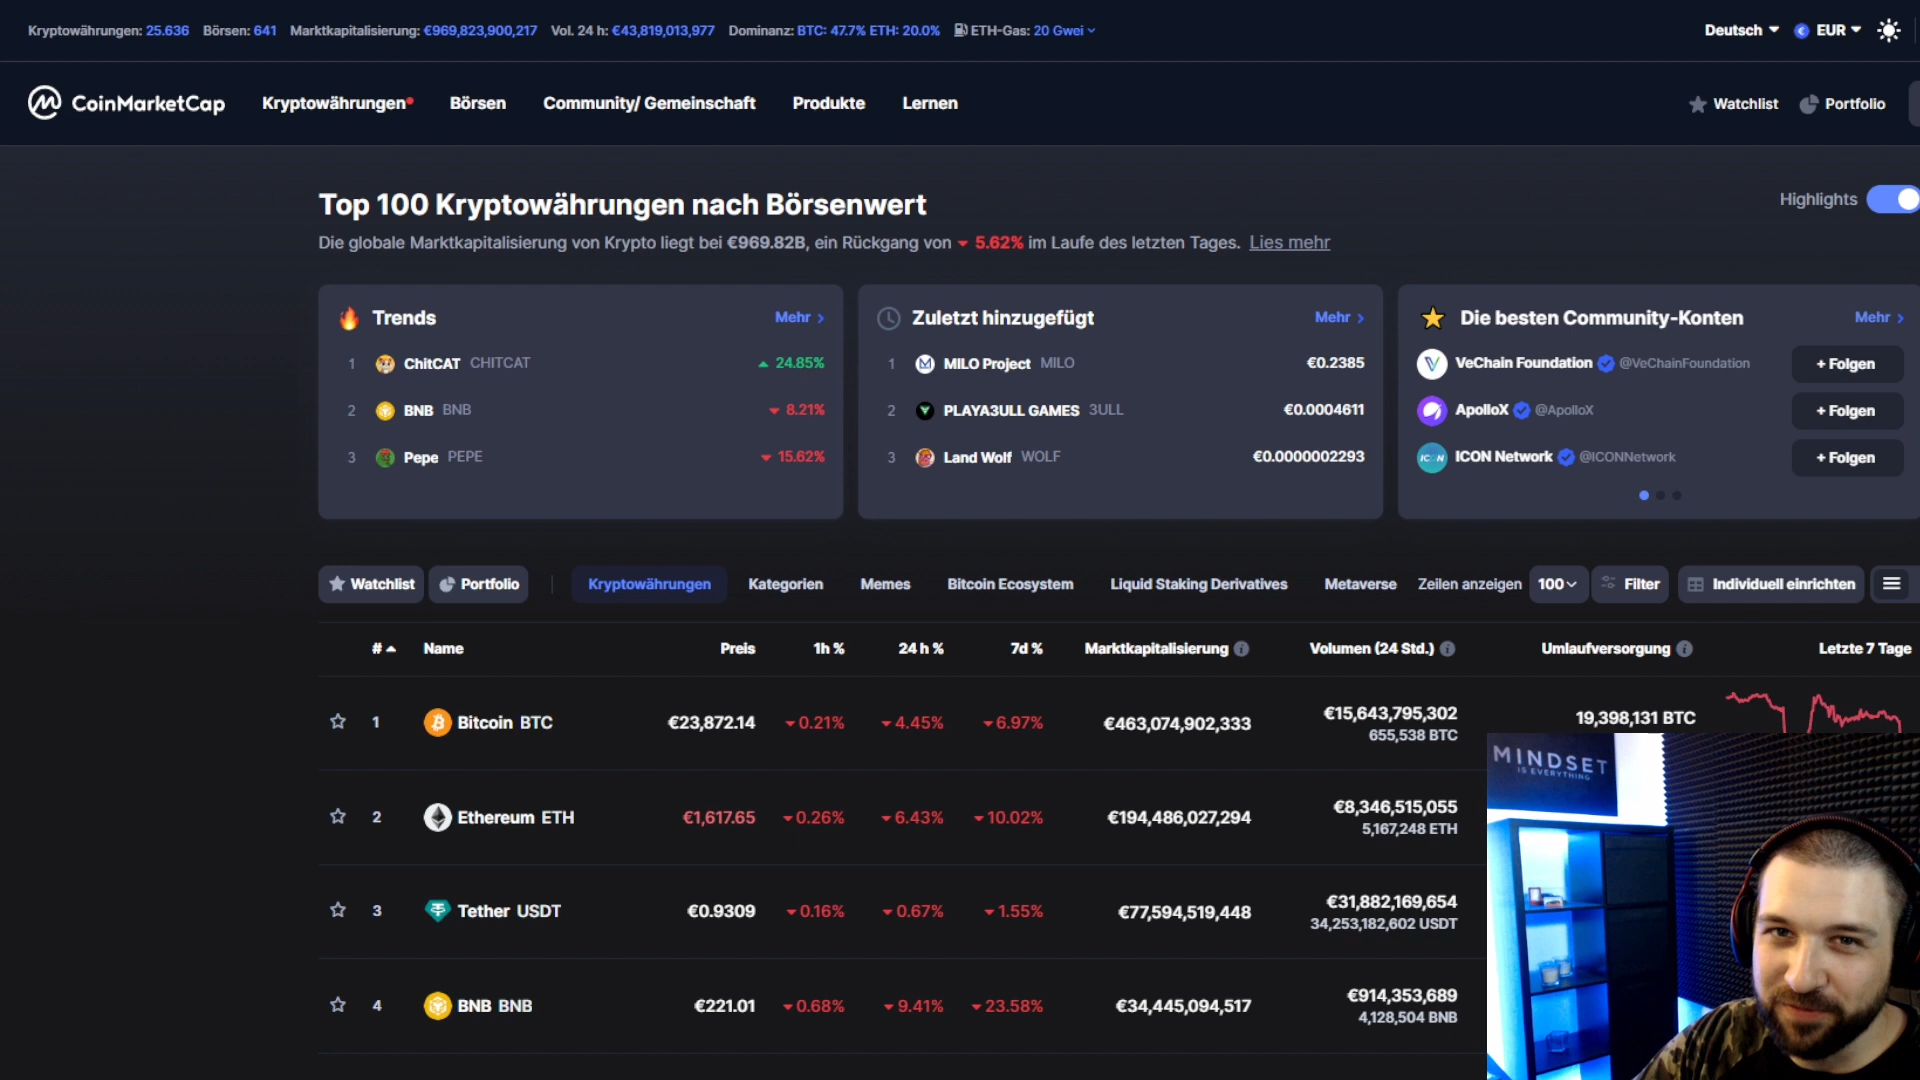 Kryptowährungen: 25.636 Börsen: 641 Marktkapitalisierung: €969,823,900,217 Vol. 24 h: €43,819,013,977 Dominanz: BTC: 47.7% ETH: 20.0% ETH-Gas: 20 Gwei Deutsch EUR
CoinMarketCap Kryptowährungen Börsen Community/ Gemeinschaft Produkte Lernen Watchlist Portfolio
Top 100 Kryptowährungen nach Börsenwert Highlights
Die globale Marktkapitalisierung von Krypto liegt bei €969.82B, ein Rückgang von 5.62% im Laufe des letzten Tages. Lies mehr
Trends Mehr
1 ChitCAT CHITCAT 24.85%
2 BNB BNB 8.21%
3 Pepe PEPE 15.62%
Zuletzt hinzugefügt Mehr
1 MILO Project MILO €0.2385
2 PLAYA3ULL GAMES 3ULL €0.0004611
3 Land Wolf WOLF €0.0000002293
Die besten Community-Konten Mehr
VeChain Foundation @VeChainFoundation + Folgen
ApolloX @ApolloX + Folgen
ICON ICON Network @ICONNetwork + Folgen
Watchlist Portfolio Kryptowährungen Kategorien Memes Bitcoin Ecosystem Liquid Staking Derivatives Metaverse Zeilen anzeigen 100 Filter Individuell einrichten
# Name Preis 1h % 24 h % 7d % Marktkapitalisierung Volumen (24 Std.) Umlaufversorgung Letzte 7 Tage
1 Bitcoin BTC €23,872.14 0.21% 4.45% 6.97% €463,074,902,333 €15,643,795,302 19,398,131 BTC
655,538 BTC
2 Ethereum ETH €1,617.65 0.26% 6.43% 10.02% €194,486,027,294 €8,346,515,055
5,167,248 ETH
3 Tether USDT €0.9309 0.16% 0.67% 1.55% €77,594,519,448 €31,882,169,654
34,253,182,602 USDT
4 BNB BNB €221.01 0.68% 9.41% 23.58% €34,445,094,517 €914,353,689
4,128,504 BNB
MINDSET
IS EVERYTHING